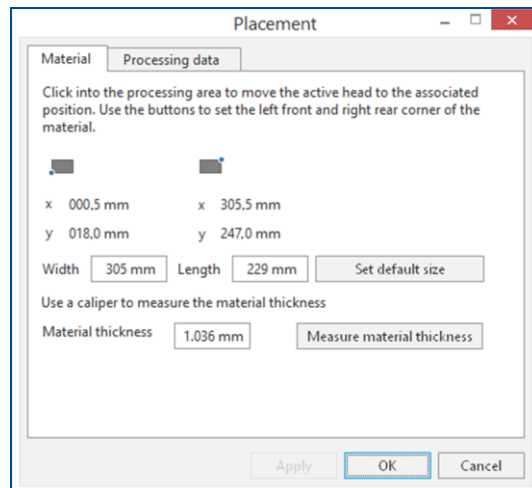 Placement
Material Processing data
Click into the processing area to move the active head to the associated
position. Use the buttons to set the left front and right rear corner of the
material.
x 000,5 mm x 305,5 mm
y 018,0 mm y 247,0 mm
Width 305 mm Length 229 mm Set default size
Use a caliper to measure the material thickness
Material thickness 1.036 mm Measure material thickness
Apply OK Cancel